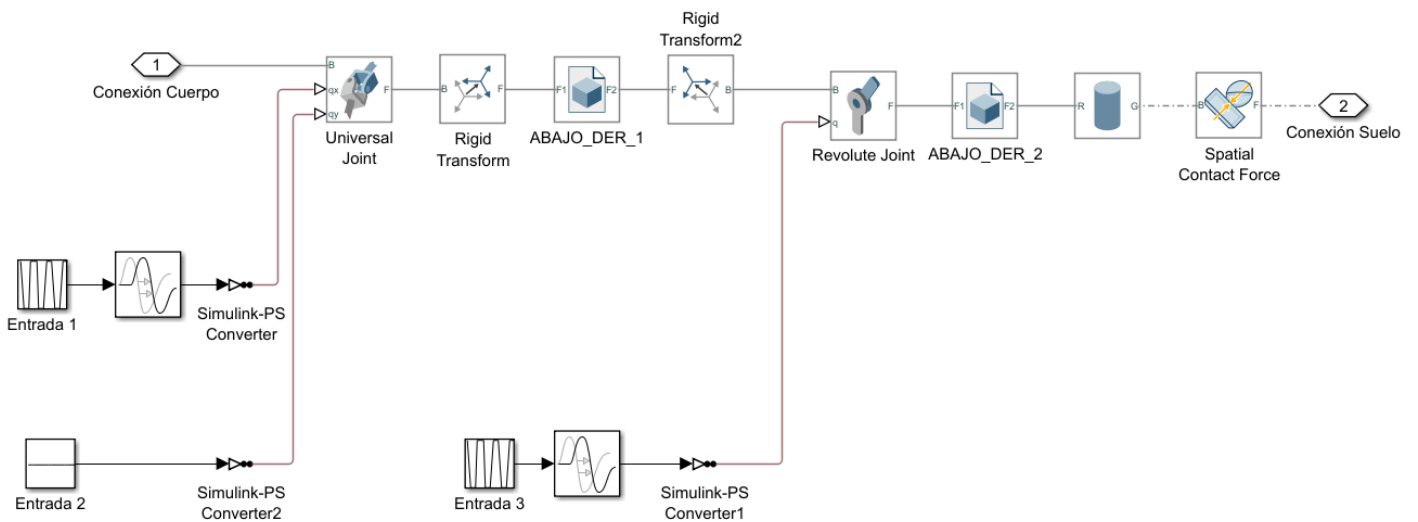 Rigid
Transform2
1
Conexión Cuerpo
B
qx
qy
F
Universal
Joint
B
F
Rigid
Transform
F1
F2
ABAJO_DER_1
F
B
B
q
F
Revolute Joint
F1
F2
ABAJO_DER_2
R
G
B
F
Spatial
Contact Force
2
Conexión Suelo
Entrada 1
Simulink-PS
Converter
Entrada 2
Simulink-PS
Converter2
Entrada 3
Simulink-PS
Converter1